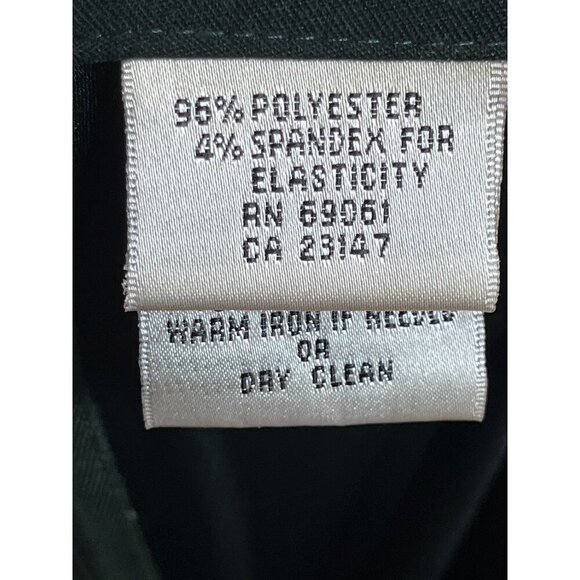 96% POLYESTER
4% SPANDEX FOR
ELASTICITY
RN 69061
CA 23147
WARM IRON IF NEEDED
OR
DRY CLEAN